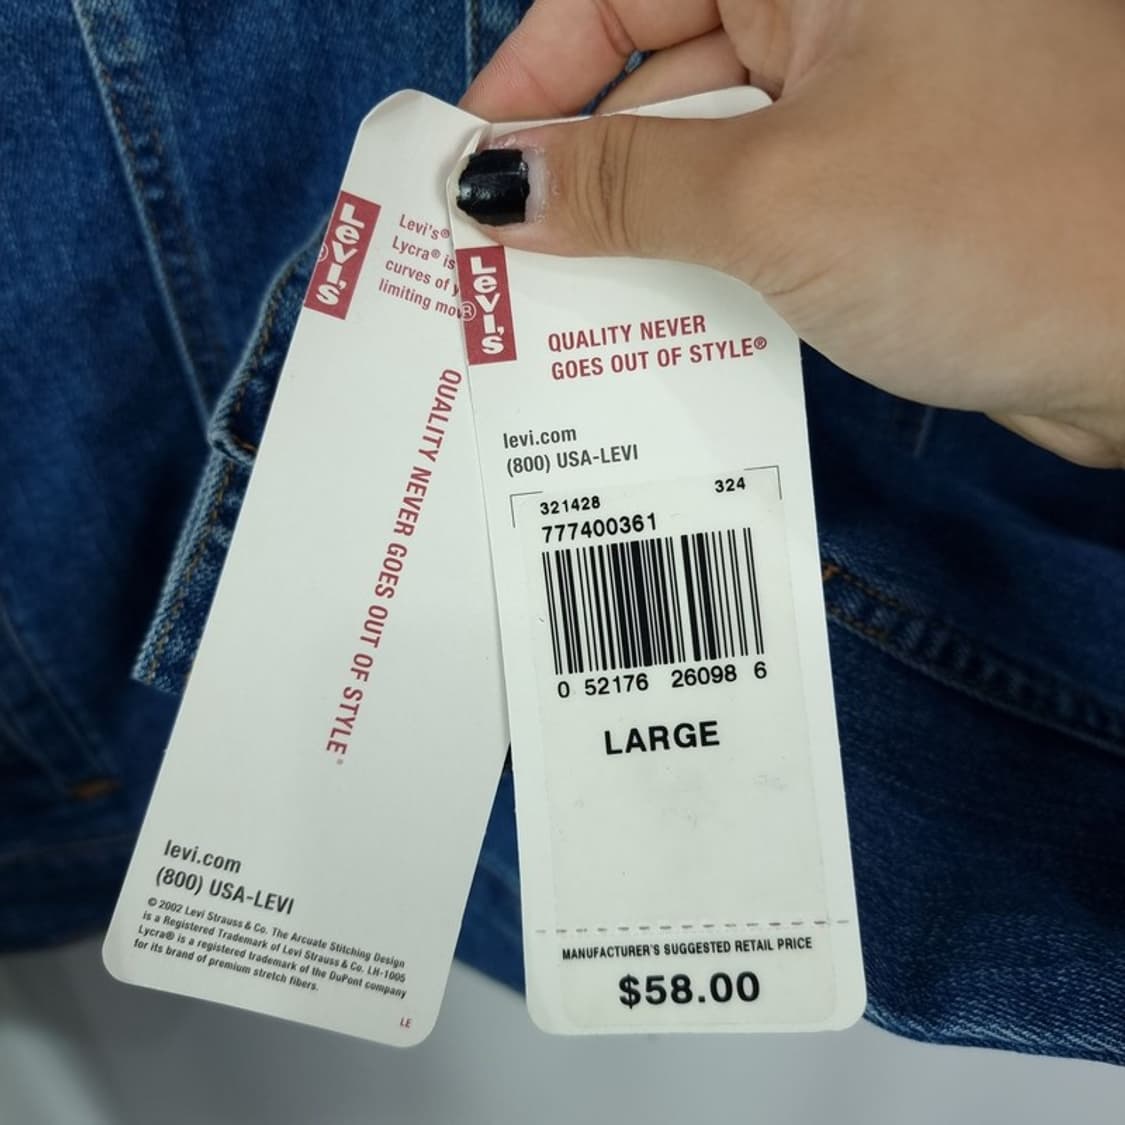 Levi's®
Levi's®
Lycra® is
curves of
limiting mo
QUALITY NEVER GOES OUT OF STYLE®
levi.com
(800) USA-LEVI
© 2002 Levi Strauss & Co. The Arcuate Stitching Design
is a Registered Trademark of Levi Strauss & Co. LH-1005
Lycra® is a registered trademark of the DuPont company
for its brand of premium stretch fibers.
LE
Levi's®
QUALITY NEVER
GOES OUT OF STYLE®
levi.com
(800) USA-LEVI
321428 324
777400361
0 52176 26098 6
LARGE
MANUFACTURER'S SUGGESTED RETAIL PRICE
$58.00